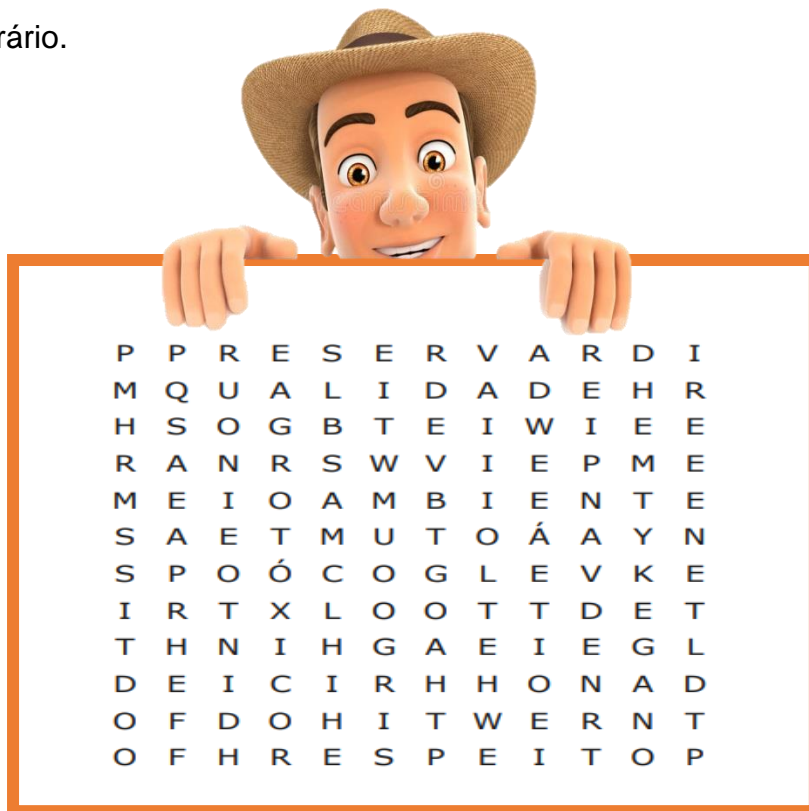 rário.
P P R E S E R V A R D I
M Q U A L I D A D E H R
H S O G B T E I W I E E
R A N R S W V I E P M E
M E I O A M B I E N T E
S A E T M U T O Á A Y N
S P O Ó C O G L E V K E
I R T X L O O T T D E T
T H N I H G A E I E G L
D E I C I R H H O N A D
O F D O H I T W E R N T
O F H R E S P E I T O P